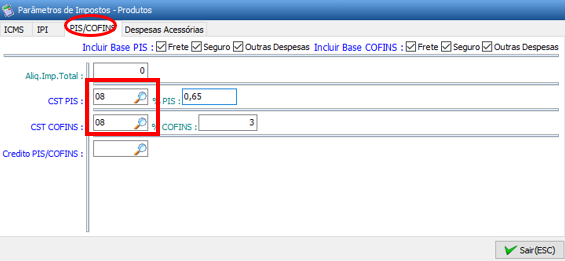 Parâmetros de Impostos - Produtos
ICMS IPI PIS/COFINS Despesas Acessórias
Incluir Base PIS : Frete Seguro Outras Despesas Incluir Base COFINS : Frete Seguro Outras Despesas
Aliq.Imp.Total : 0
CST PIS : 08 % PIS : 0,65
CST COFINS : 08 % COFINS : 3
Credito PIS/COFINS :
Sair(ESC)